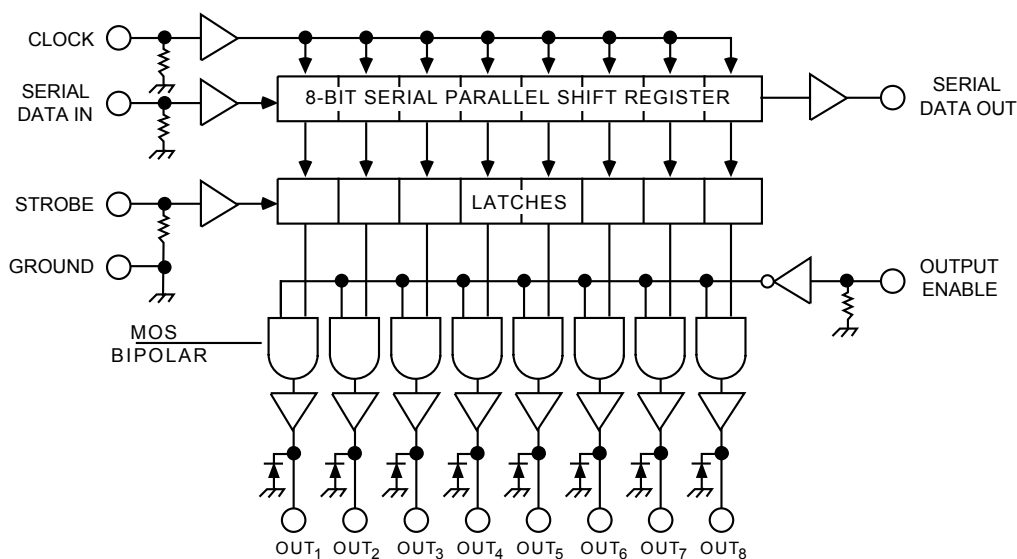 CLOCK
SERIAL
DATA IN
8-BIT SERIAL PARALLEL SHIFT REGISTER
SERIAL
DATA OUT
STROBE
LATCHES
GROUND
OUTPUT
ENABLE
MOS
BIPOLAR
OUT1 OUT2 OUT3 OUT4 OUT5 OUT6 OUT7 OUT8